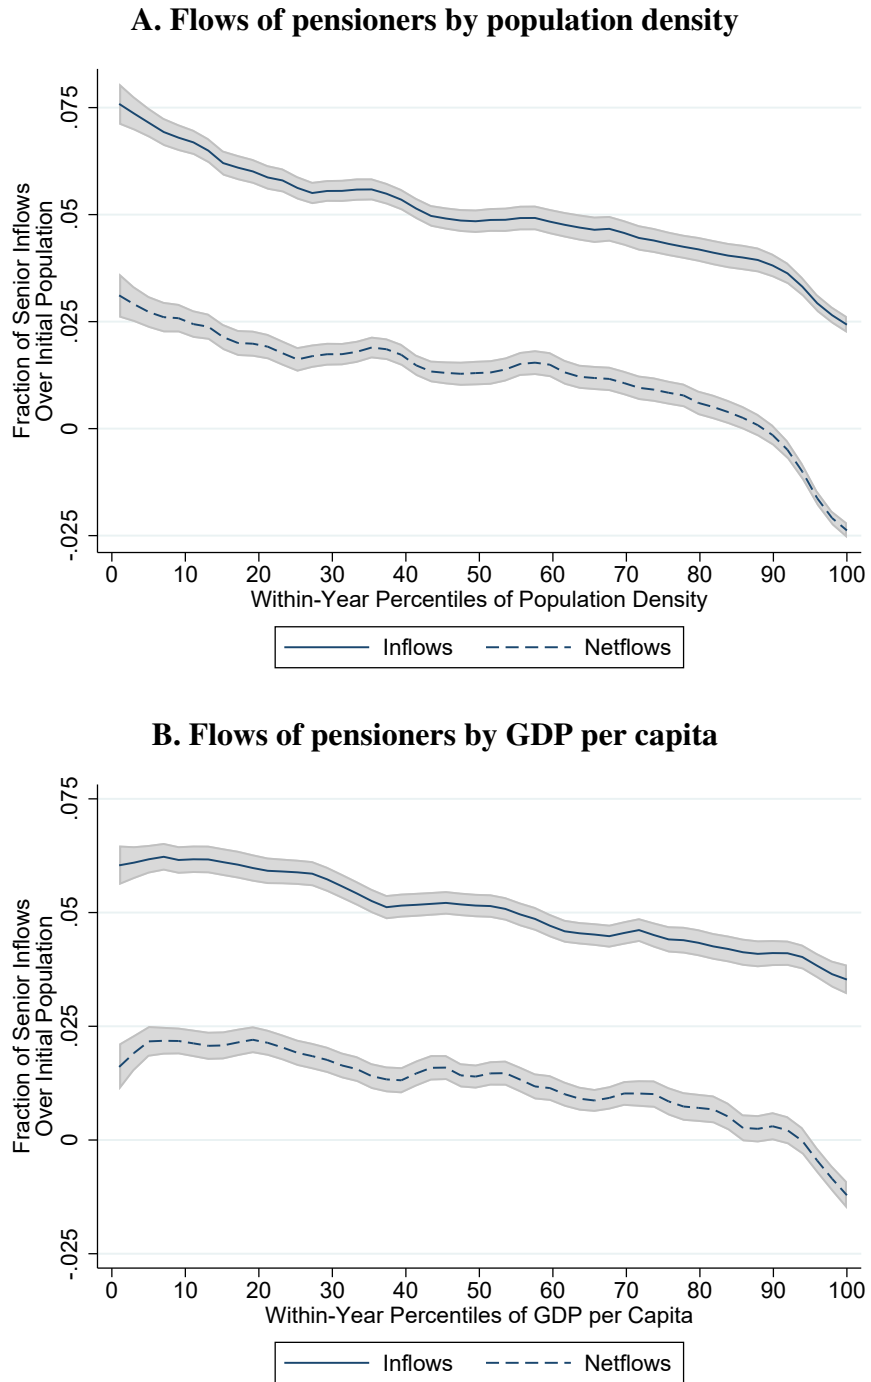 A. Flows of pensioners by population density
Fraction of Senior Inflows
Over Initial Population
.075
.05
.025
0
-.025
0 10 20 30 40 50 60 70 80 90 100
Within-Year Percentiles of Population Density
Inflows Netflows
B. Flows of pensioners by GDP per capita
Fraction of Senior Inflows
Over Initial Population
.075
.05
.025
0
-.025
0 10 20 30 40 50 60 70 80 90 100
Within-Year Percentiles of GDP per Capita
Inflows Netflows